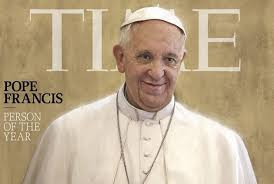 TIME
POPE
FRANCIS
PERSON OF THE
YEAR